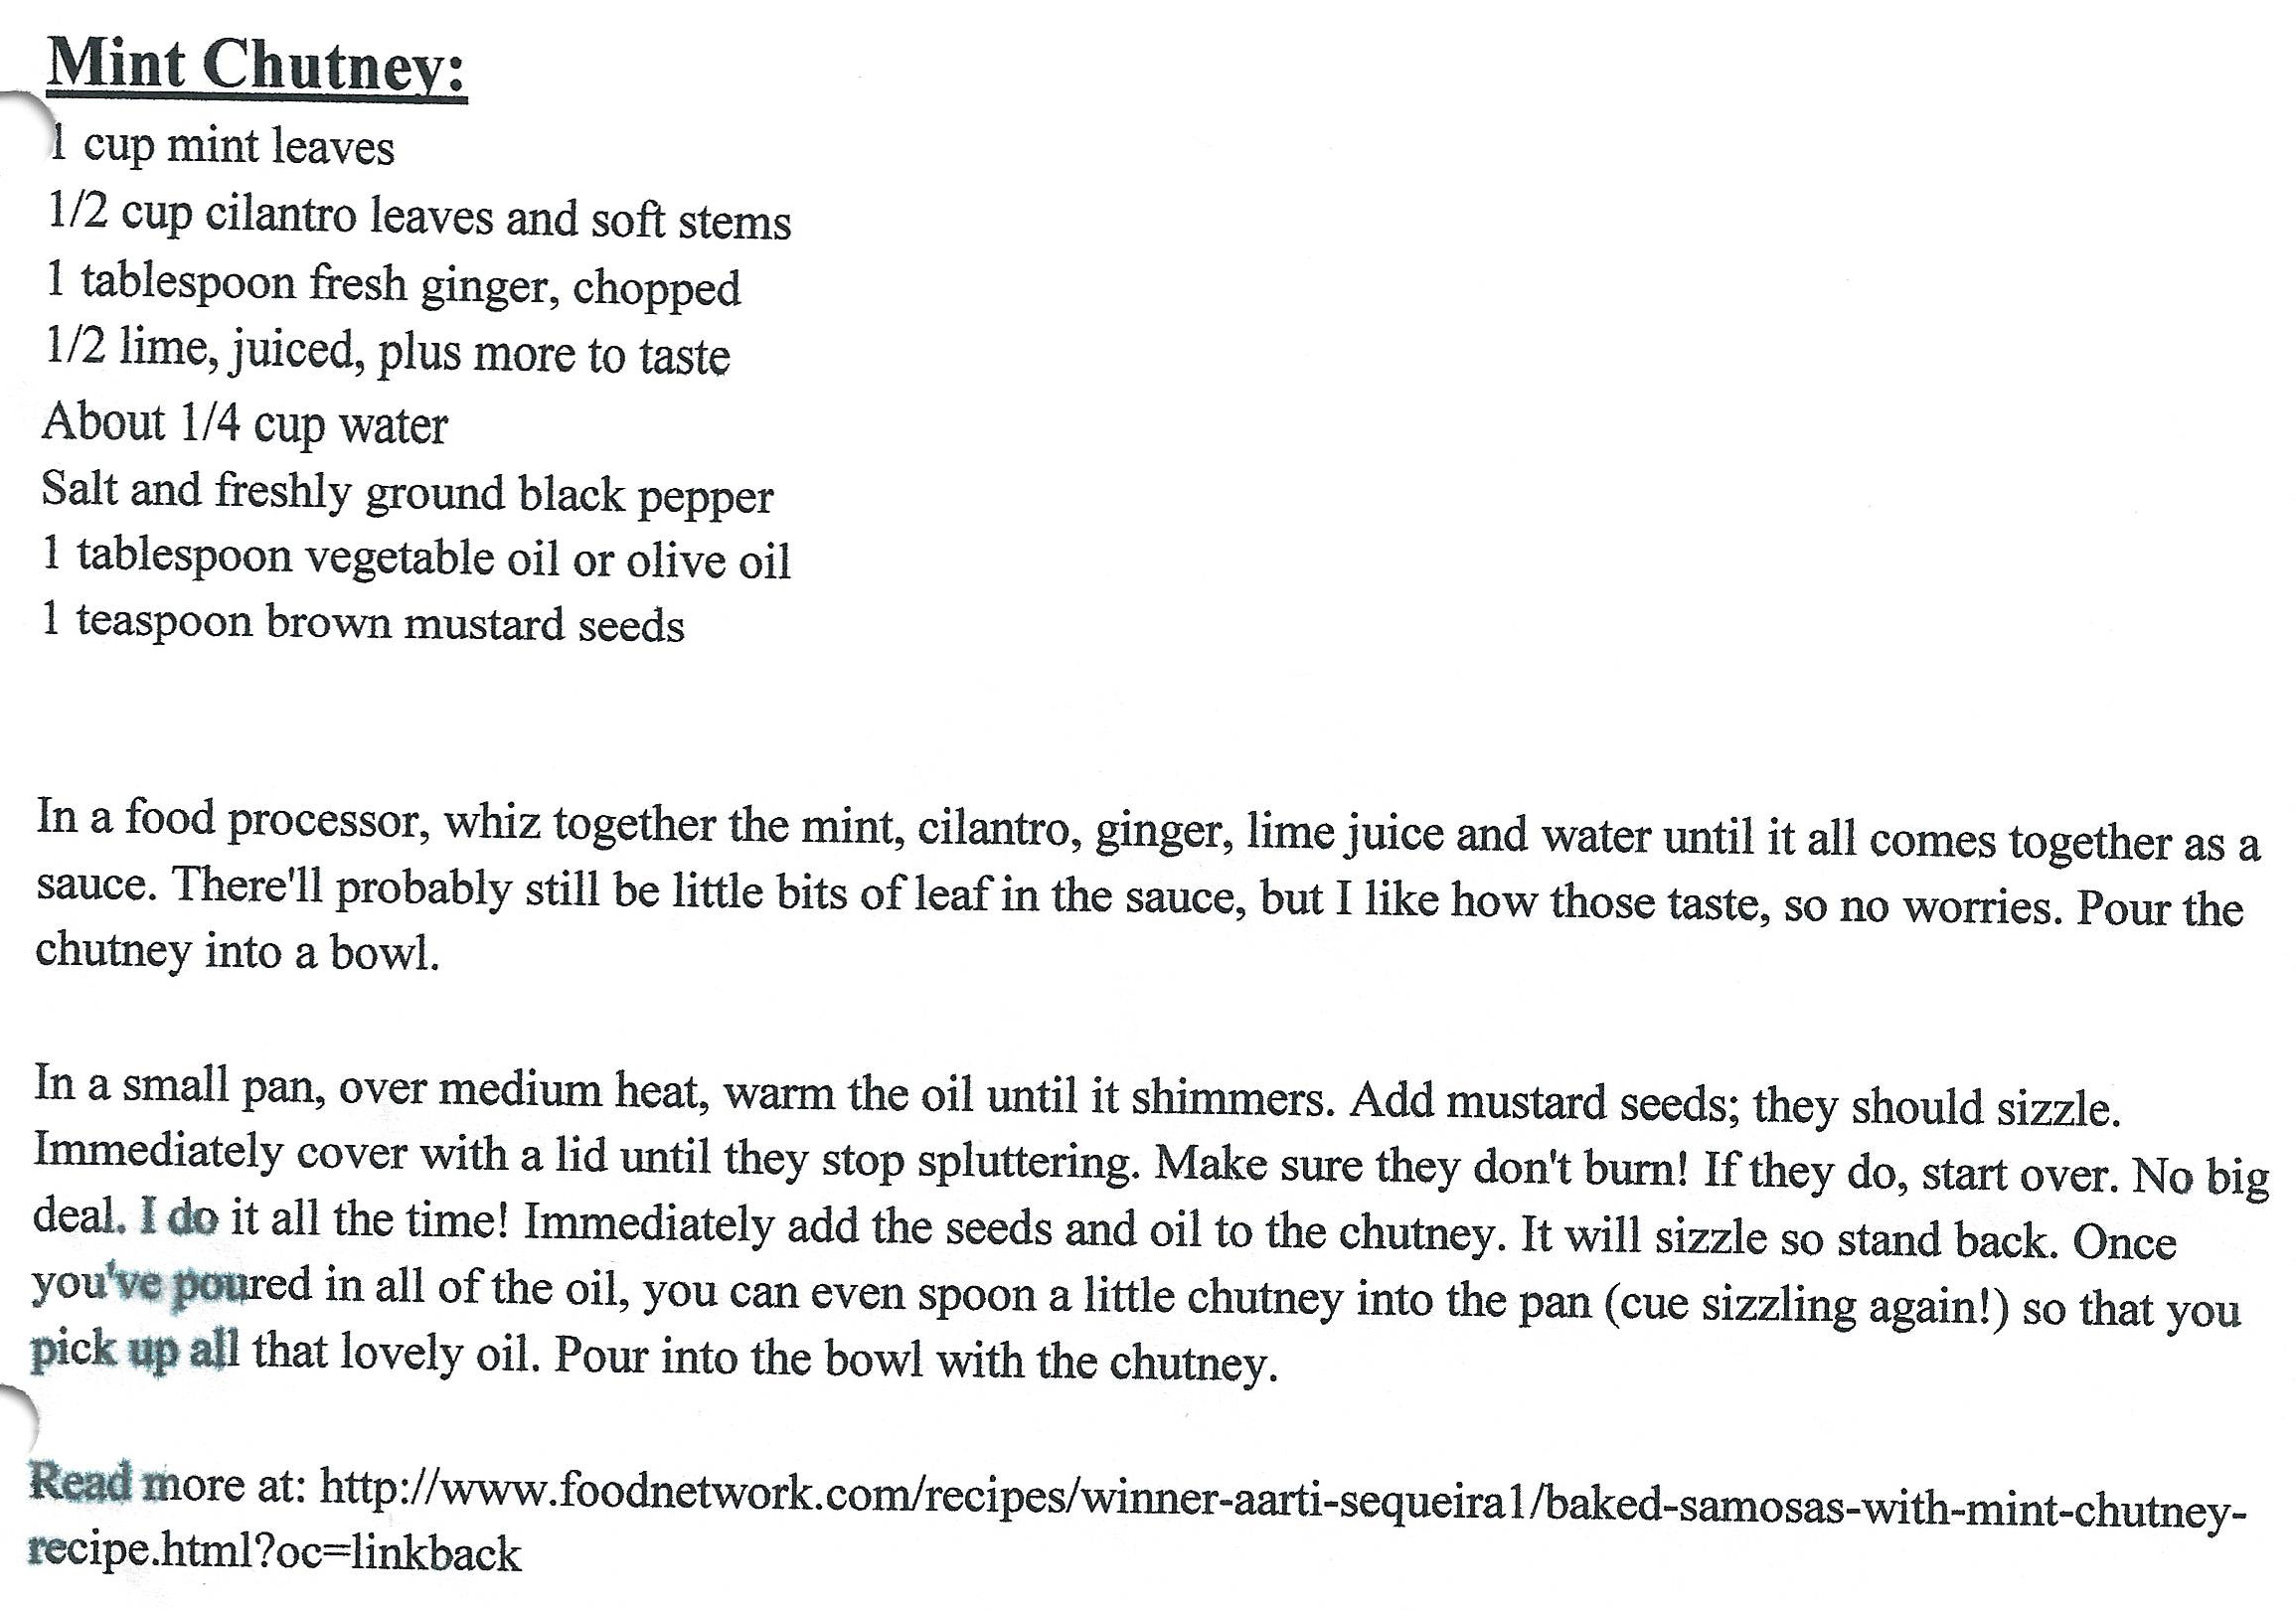 Mint Chutney:
1 cup mint leaves
1/2 cup cilantro leaves and soft stems
1 tablespoon fresh ginger, chopped
1/2 lime, juiced, plus more to taste
About 1/4 cup water
Salt and freshly ground black pepper
1 tablespoon vegetable oil or olive oil
1 teaspoon brown mustard seeds
In a food processor, whiz together the mint, cilantro, ginger, lime juice and water until it all comes together as a
sauce. There'll probably still be little bits of leaf in the sauce, but I like how those taste, so no worries. Pour the
chutney into a bowl.
In a small pan, over medium heat, warm the oil until it shimmers. Add mustard seeds; they should sizzle.
Immediately cover with a lid until they stop spluttering. Make sure they don't burn! If they do, start over. No big
deal. I do it all the time! Immediately add the seeds and oil to the chutney. It will sizzle so stand back. Once
you've poured in all of the oil, you can even spoon a little chutney into the pan (cue sizzling again!) so that you
pick up all that lovely oil. Pour into the bowl with the chutney.
Read more at: http://www.foodnetwork.com/recipes/winner-aarti-sequeira1/baked-samosas-with-mint-chutney-
recipe.html?oc=linkback